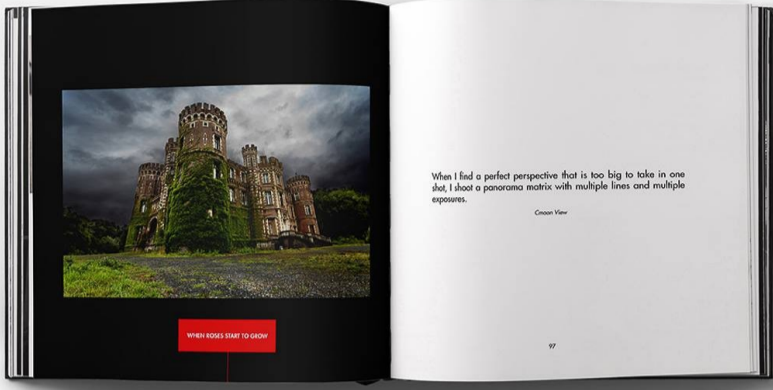 WHEN ROSES START TO GROW
When I find a perfect perspective that is too big to take in one
shot, I shoot a panorama matrix with multiple lines and multiple
exposures.
Cmoon View
97